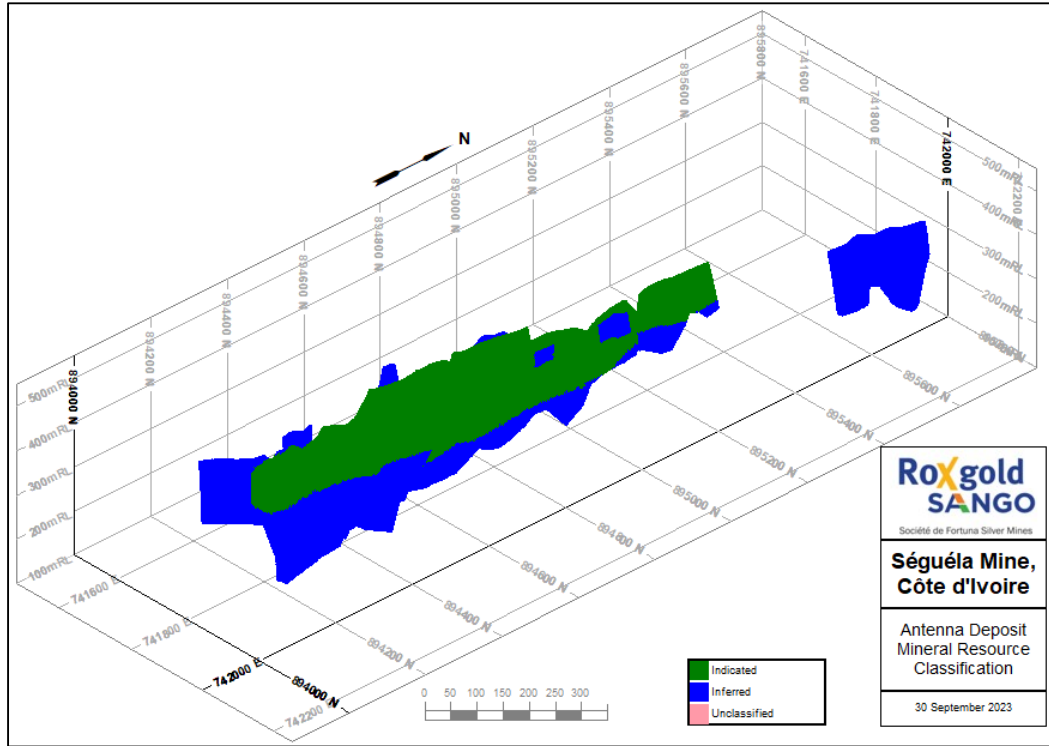 895800 N
741600 E
895600 N
741800 E
895400 N
742000 E
895200 N
742200 E
895000 N
894800 N
894600 N
894400 N
894200 N
894000 N
N
500mRL
400mRL
300mRL
200mRL
500mRL
400mRL
300mRL
200mRL
100mRL
741600 E
741800 E
742000 E
742200 E
894000 N
894200 N
894400 N
894600 N
894800 N
895000 N
895200 N
895400 N
895600 N
0 50 100 150 200 250 300
Indicated
Inferred
Unclassified
Roxgold
SANGO
Société de Fortuna Silver Mines
Séguéla Mine,
Côte d'Ivoire
Antenna Deposit
Mineral Resource
Classification
30 September 2023